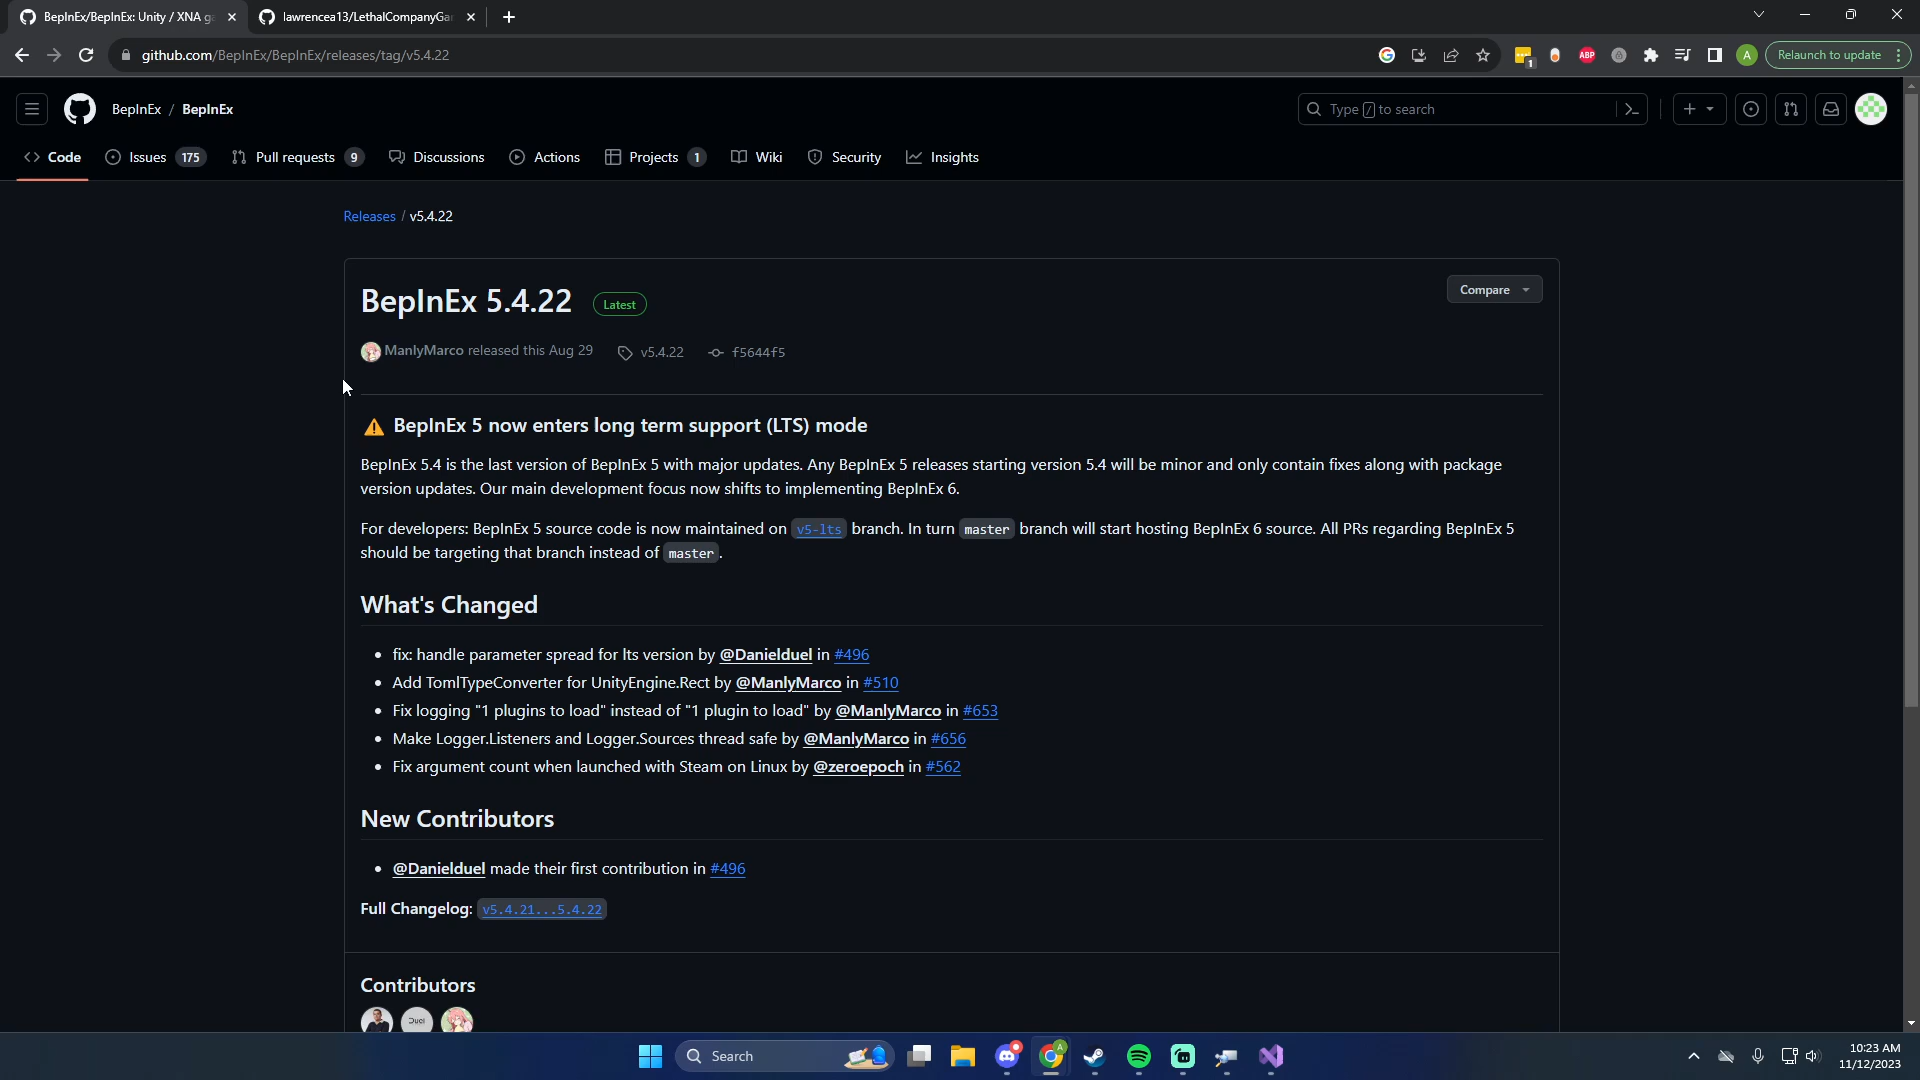 BepInEx/BepInEx: Unity / XNA g
lawrencea13/LethalCompanyGa
github.com/BepInEx/BepInEx/releases/tag/v5.4.22
1
ABP
A
Relaunch to update
BepInEx / BepInEx
Type / to search
Code
Issues 175
Pull requests 9
Discussions
Actions
Projects 1
Wiki
Security
Insights
Releases / v5.4.22
BepInEx 5.4.22 Latest
Compare
ManlyMarco released this Aug 29 v5.4.22 f5644f5
BepInEx 5 now enters long term support (LTS) mode
BepInEx 5.4 is the last version of BepInEx 5 with major updates. Any BepInEx 5 releases starting version 5.4 will be minor and only contain fixes along with package
version updates. Our main development focus now shifts to implementing BepInEx 6.
For developers: BepInEx 5 source code is now maintained on v5-lts branch. In turn master branch will start hosting BepInEx 6 source. All PRs regarding BepInEx 5
should be targeting that branch instead of master.
What's Changed
• fix: handle parameter spread for lts version by @Danielduel in #496
• Add TomlTypeConverter for UnityEngine.Rect by @ManlyMarco in #510
• Fix logging "1 plugins to load" instead of "1 plugin to load" by @ManlyMarco in #653
• Make Logger.Listeners and Logger.Sources thread safe by @ManlyMarco in #656
• Fix argument count when launched with Steam on Linux by @zeroepoch in #562
New Contributors
• @Danielduel made their first contribution in #496
Full Changelog: v5.4.21...5.4.22
Contributors
Duel
Search
A
10:23 AM
11/12/2023